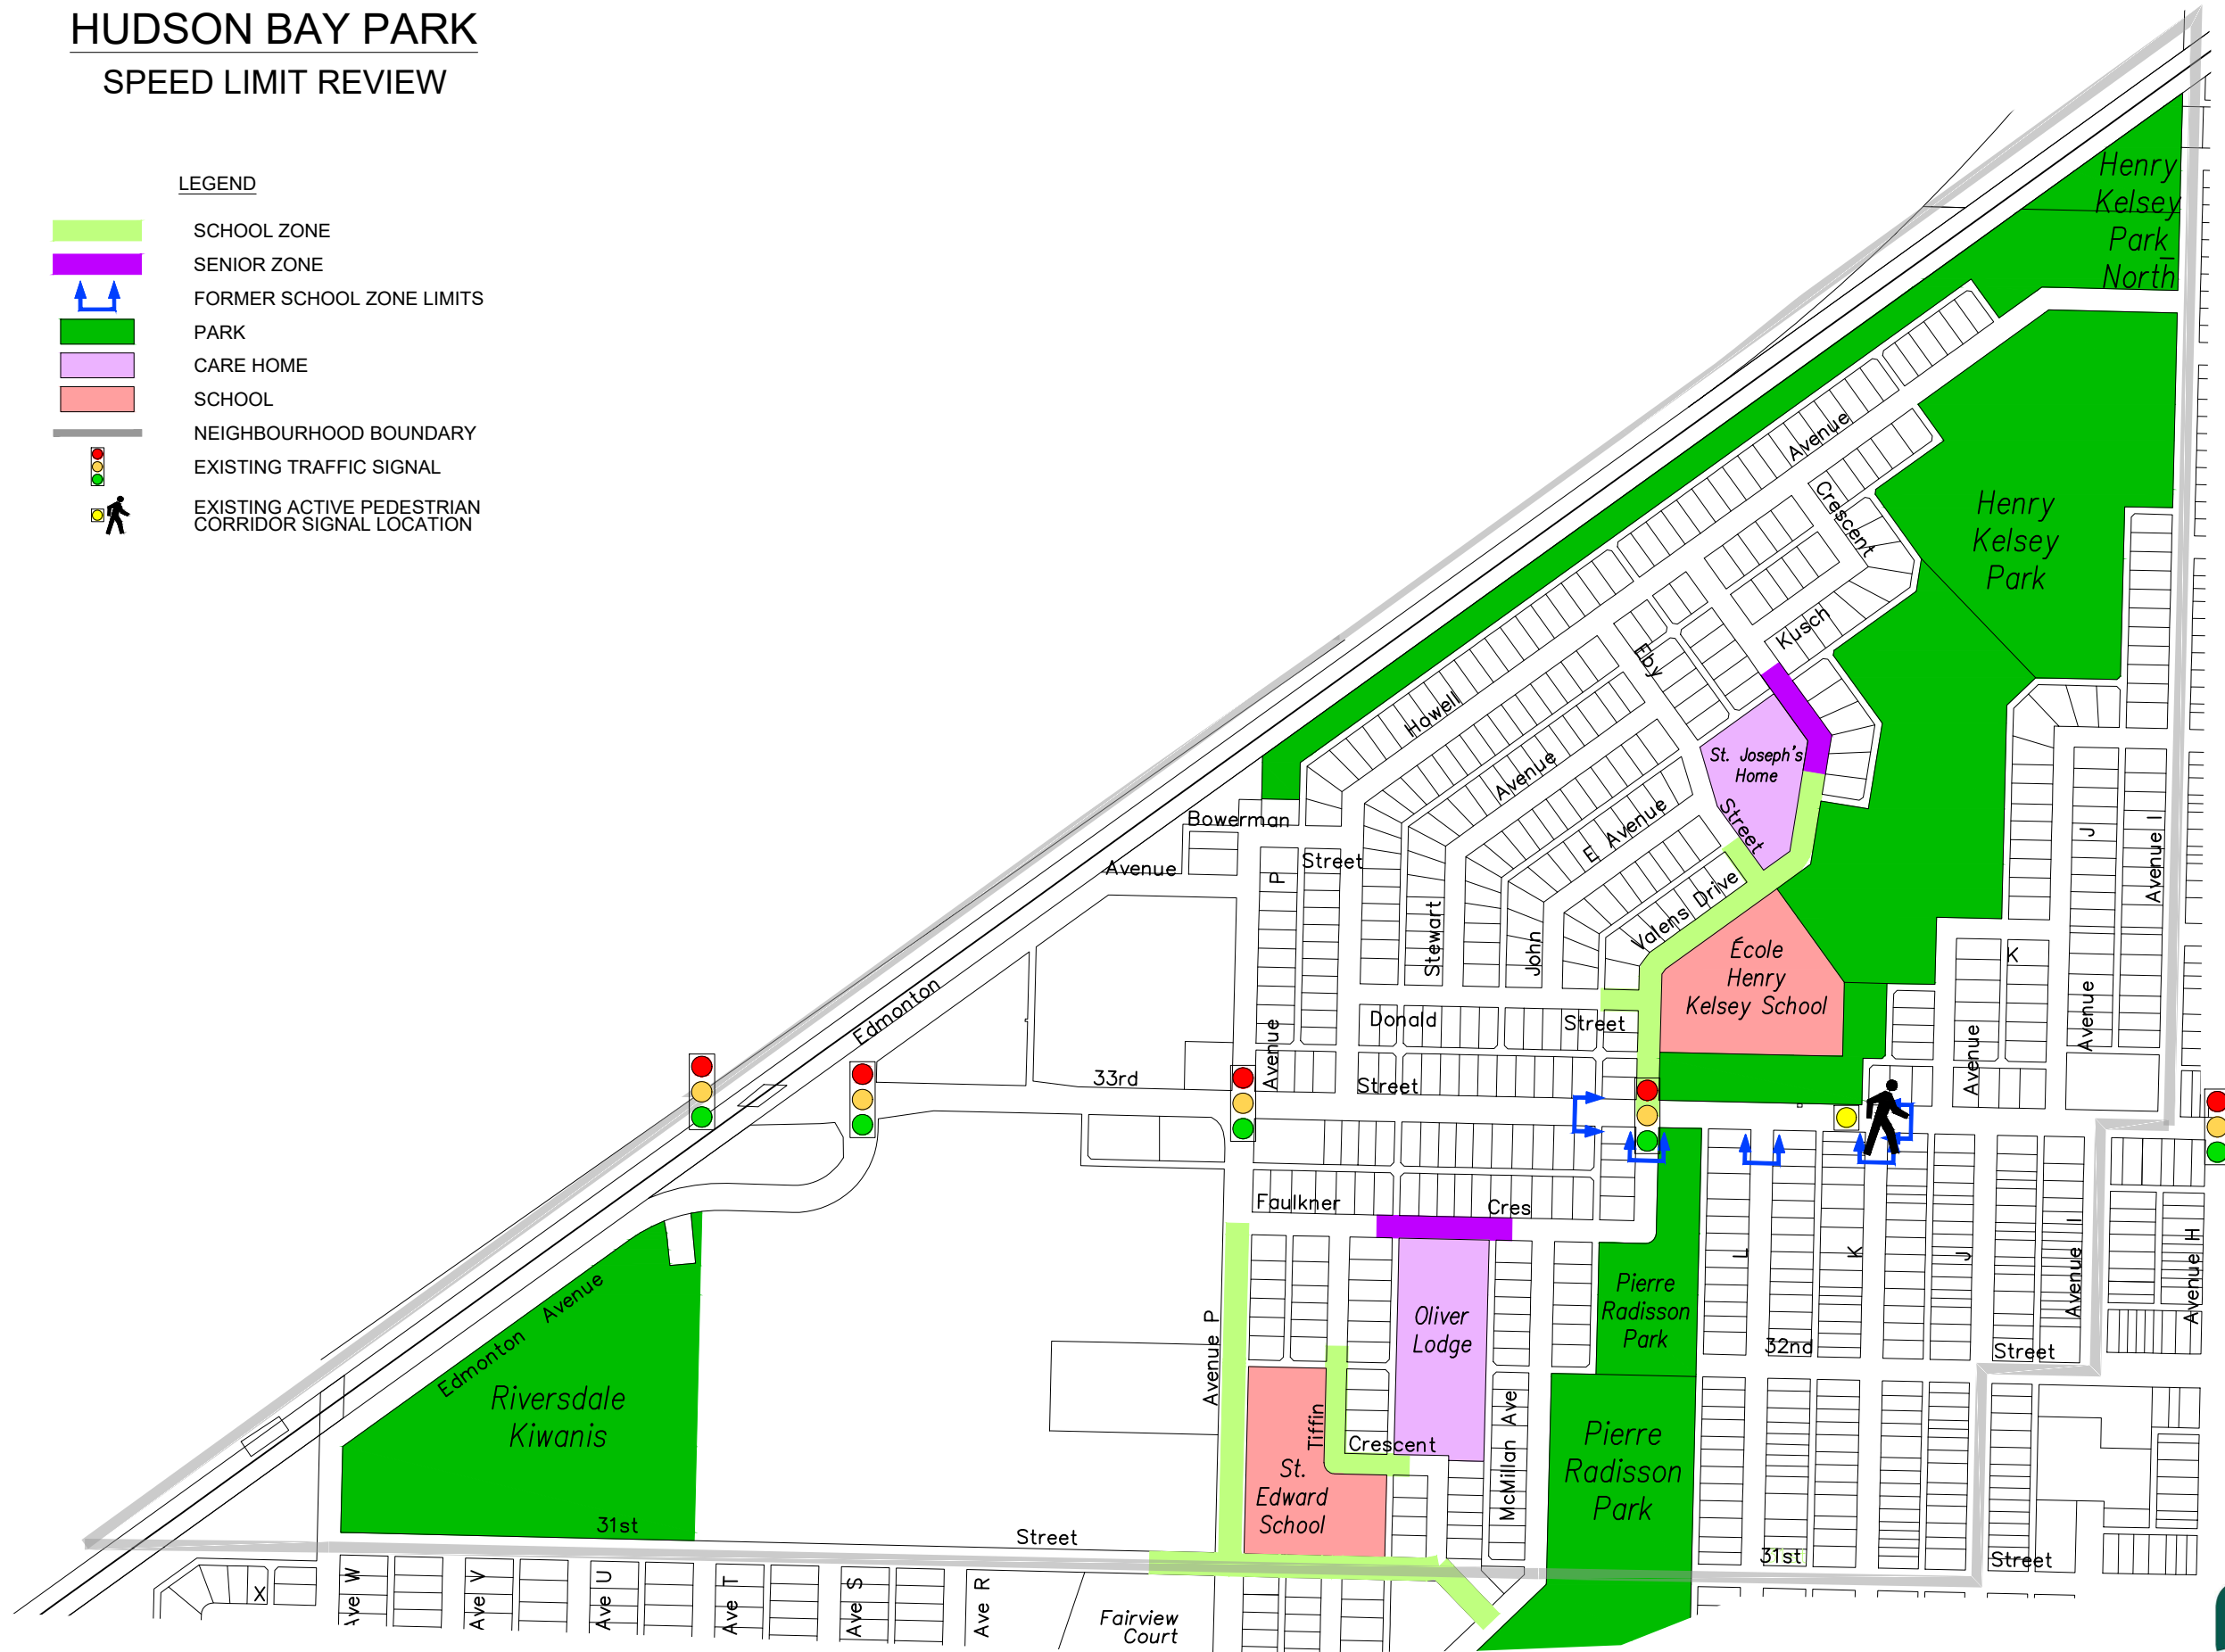 HUDSON BAY PARK
SPEED LIMIT REVIEW
LEGEND
SCHOOL ZONE
SENIOR ZONE
FORMER SCHOOL ZONE LIMITS
PARK
CARE HOME
SCHOOL
NEIGHBOURHOOD BOUNDARY
EXISTING TRAFFIC SIGNAL
EXISTING ACTIVE PEDESTRIAN
CORRIDOR SIGNAL LOCATION
Henry
Kelsey
Park
North
Avenue
Crescent
Henry
Kelsey
Park
Kusch
Eby
Howell
Avenue
St. Joseph's
Home
Street
E Avenue
Bowerman
Street
Avenue
P
J
Avenue I
Valens Drive
Stewart
John
École
Henry
Kelsey School
K
Edmonton
Donald
Street
Avenue
Avenue
Avenue
33rd
Street
Faulkner
Cres
L
K
J
Avenue I
Avenue H
Edmonton Avenue
Avenue P
Oliver
Lodge
Pierre
Radisson
Park
32nd
Street
Riversdale
Kiwanis
Tiffin
Crescent
McMillan Ave
Pierre
Radisson
Park
St.
Edward
School
31st
Street
31st
Street
X
Ave W
Ave V
Ave U
Ave T
Ave S
Ave R
Fairview
Court